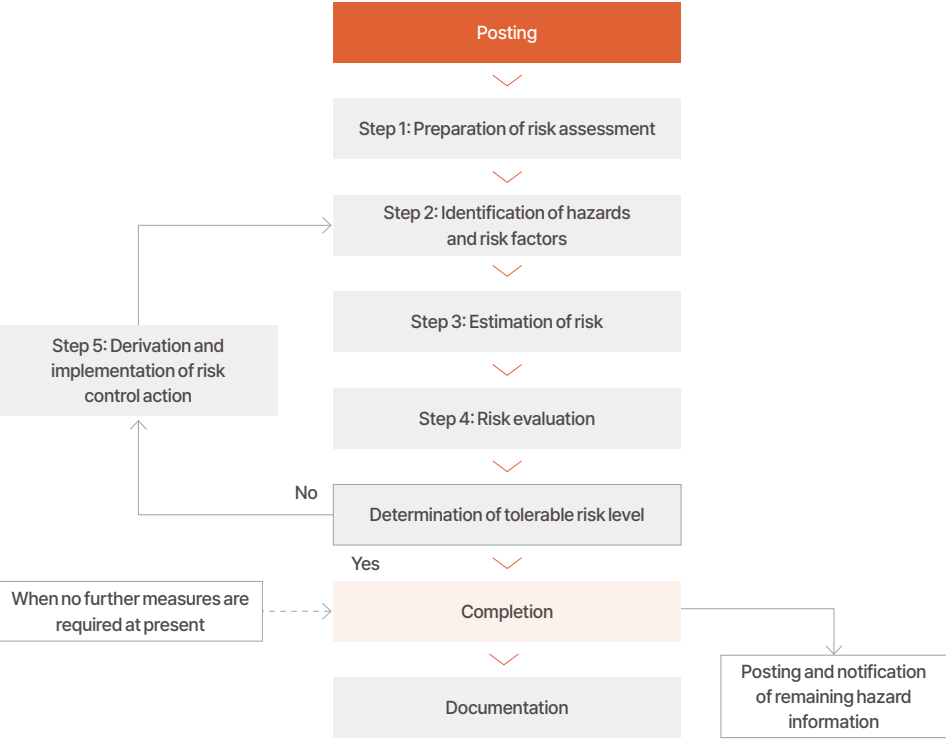 Posting
Step 1: Preparation of risk assessment
Step 2: Identification of hazards
and risk factors
Step 3: Estimation of risk
Step 5: Derivation and
implementation of risk
control action
Step 4: Risk evaluation
No
Determination of tolerable risk level
Yes
When no further measures are
required at present
Completion
Posting and notification
of remaining hazard
information
Documentation